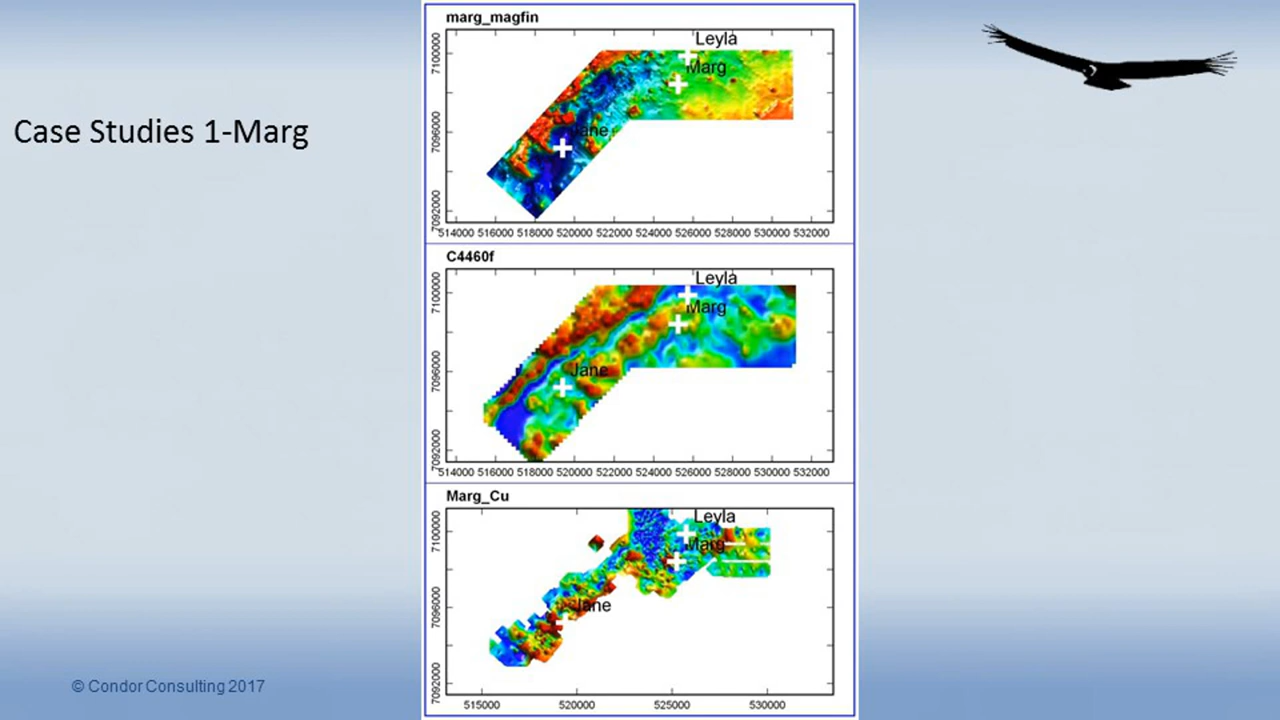 Case Studies 1-Marg
marg_magfin
Leyla
Marg
Jane
7100000
7096000
7092000
514000 516000 518000 520000 522000 524000 526000 528000 530000 532000
C4460f
Leyla
Marg
Jane
7100000
7096000
7092000
514000 516000 518000 520000 522000 524000 526000 528000 530000 532000
Marg_Cu
Leyla
Marg
Jane
7100000
7096000
7092000
515000 520000 525000 530000
© Condor Consulting 2017